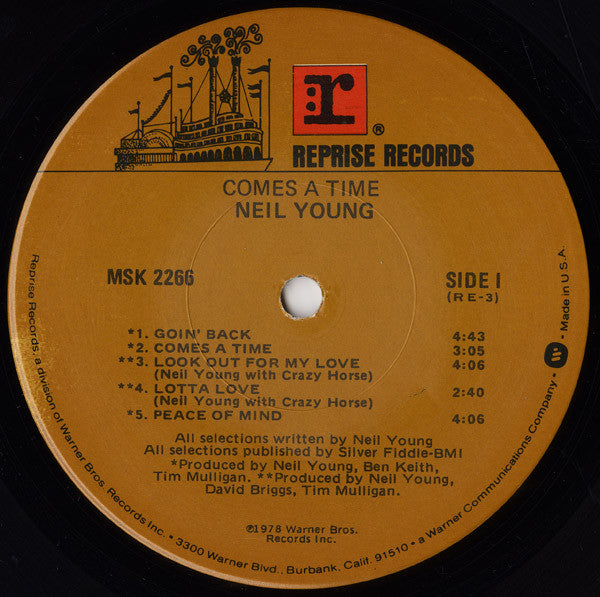 r®
REPRISE RECORDS
COMES A TIME
NEIL YOUNG
MSK 2266
SIDE 1
(RE-3)
*1. GOIN' BACK 4:43
*2. COMES A TIME 3:05
**3. LOOK OUT FOR MY LOVE 4:06
(Neil Young with Crazy Horse)
**4. LOTTA LOVE 2:40
(Neil Young with Crazy Horse)
*5. PEACE OF MIND 4:06
All selections written by Neil Young
All selections published by Silver Fiddle-BMI
*Produced by Neil Young, Ben Keith,
Tim Mulligan. **Produced by Neil Young,
David Briggs, Tim Mulligan.
℗1978 Warner Bros.
Records Inc.
Reprise Records, a division of Warner Bros. Records Inc. • 3300 Warner Blvd., Burbank, Calif. 91510 • a Warner Communications Company. • W • Made in U.S.A.